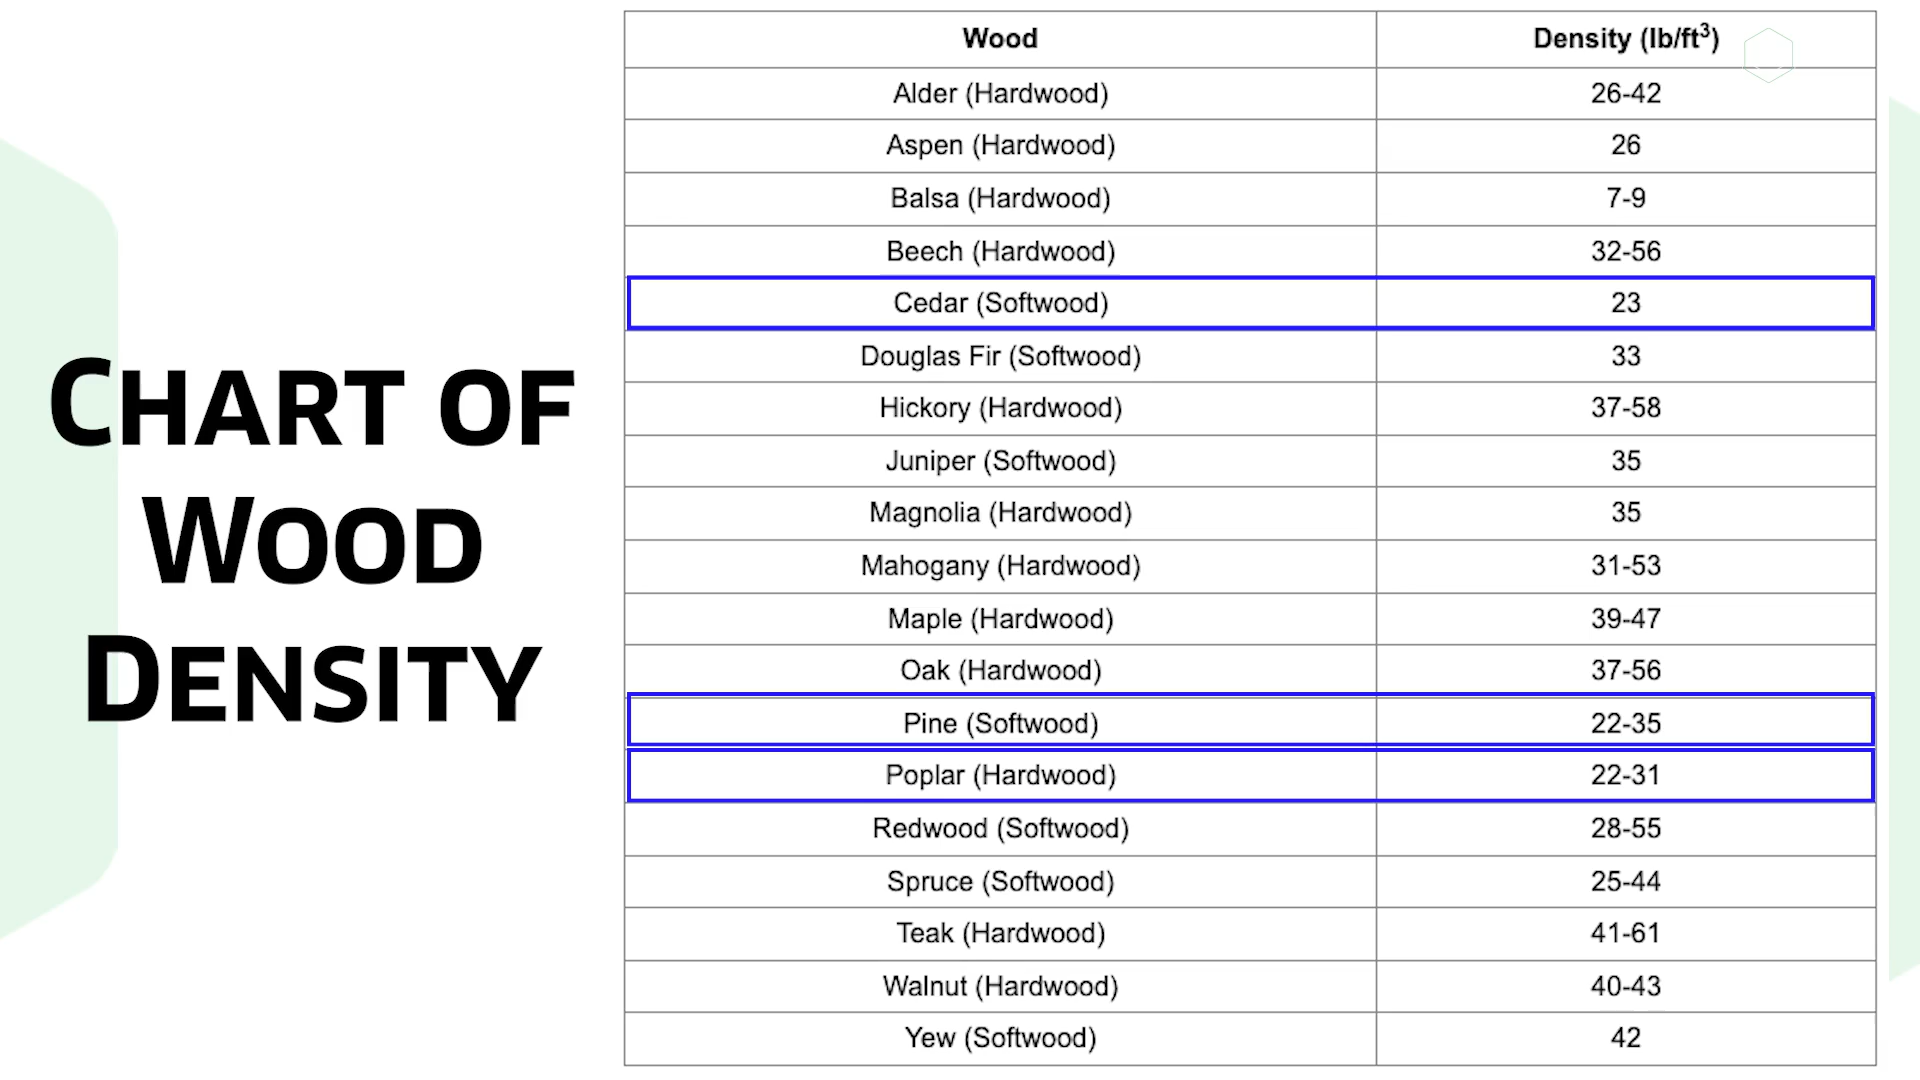 CHART OF
WOOD
DENSITY
Wood Density (lb/ft³)
Alder (Hardwood) 26-42
Aspen (Hardwood) 26
Balsa (Hardwood) 7-9
Beech (Hardwood) 32-56
Cedar (Softwood) 23
Douglas Fir (Softwood) 33
Hickory (Hardwood) 37-58
Juniper (Softwood) 35
Magnolia (Hardwood) 35
Mahogany (Hardwood) 31-53
Maple (Hardwood) 39-47
Oak (Hardwood) 37-56
Pine (Softwood) 22-35
Poplar (Hardwood) 22-31
Redwood (Softwood) 28-55
Spruce (Softwood) 25-44
Teak (Hardwood) 41-61
Walnut (Hardwood) 40-43
Yew (Softwood) 42